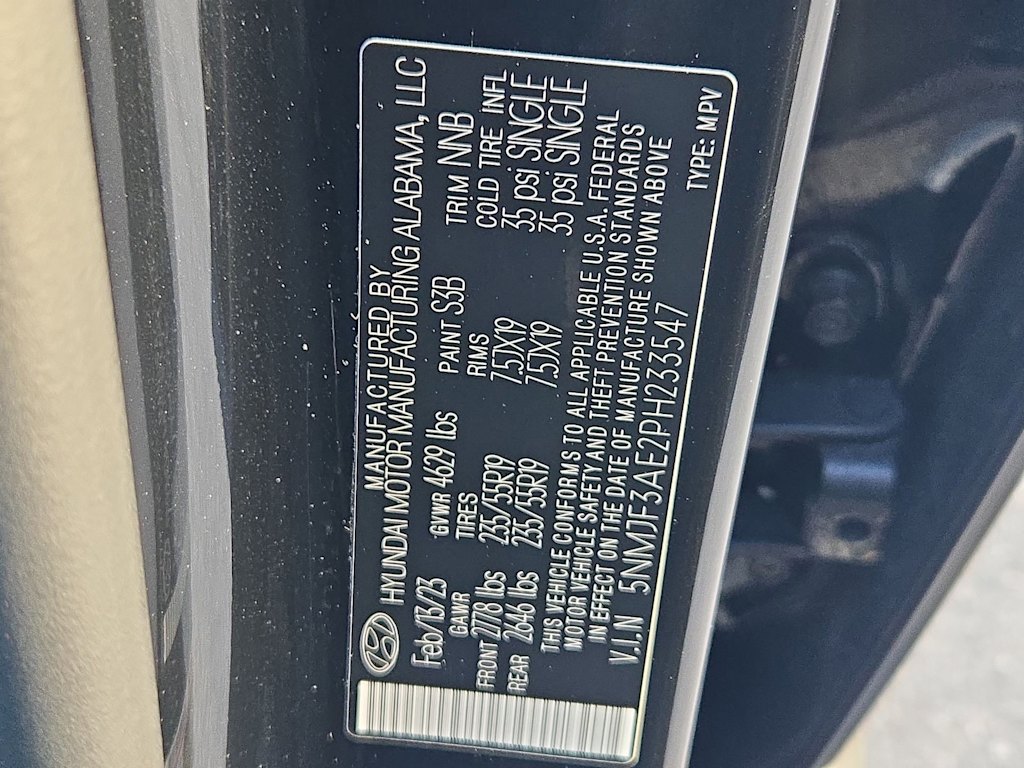 MANUFACTURED BY
HYUNDAI MOTOR MANUFACTURING ALABAMA, LLC
Feb/13/23 GVWR 4629 lbs PAINT S3B TRIM NNB
GAWR TIRES RIMS COLD TIRE INFL
FRONT 2778 lbs 235/55R19 7.5JX19 35 psi SINGLE
REAR 2646 lbs 235/55R19 7.5JX19 35 psi SINGLE
THIS VEHICLE CONFORMS TO ALL APPLICABLE U.S.A. FEDERAL
MOTOR VEHICLE SAFETY AND THEFT PREVENTION STANDARDS
IN EFFECT ON THE DATE OF MANUFACTURE SHOWN ABOVE
V.I.N 5NMJF3AE2PH233547 TYPE: MPV